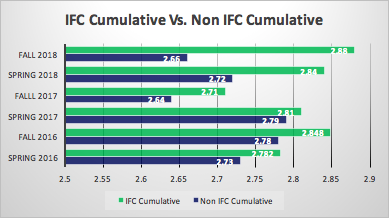 IFC Cumulative Vs. Non IFC Cumulative
FALL 2018
2.88
2.66
SPRING 2018
2.84
2.72
FALL 2017
2.71
2.64
SPRING 2017
2.81
2.79
FALL 2016
2.848
2.78
SPRING 2016
2.782
2.73
2.5 2.55 2.6 2.65 2.7 2.75 2.8 2.85 2.9
IFC Cumulative Non IFC Cumulative